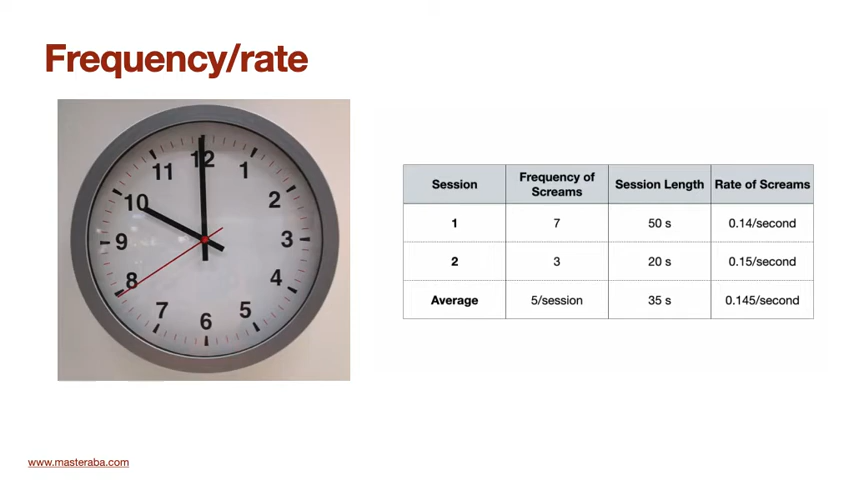 Frequency/rate
12
11
1
10
2
9
3
8
4
7
5
6
Session Frequency of Screams Session Length Rate of Screams
1 7 50 s 0.14/second
2 3 20 s 0.15/second
Average 5/session 35 s 0.145/second
www.masteraba.com